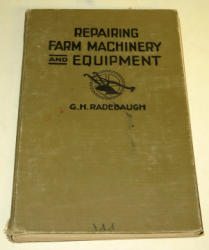 REPAIRING
FARM MACHINERY
AND EQUIPMENT
G.H. RADEBAUGH